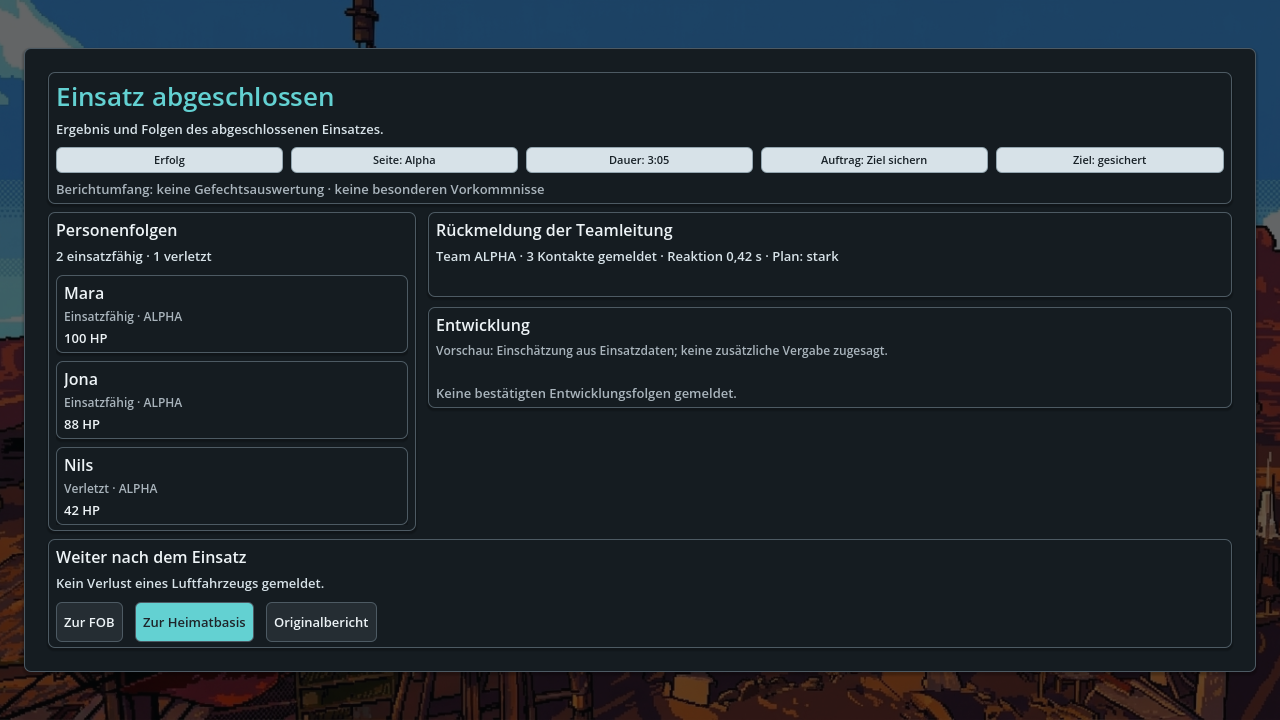 Einsatz abgeschlossen
Ergebnis und Folgen des abgeschlossenen Einsatzes.
Erfolg
Seite: Alpha
Dauer: 3:05
Auftrag: Ziel sichern
Ziel: gesichert
Berichtumfang: keine Gefechtsauswertung · keine besonderen Vorkommnisse
Personenfolgen
2 einsatzfähig · 1 verletzt
Mara
Einsatzfähig · ALPHA
100 HP
Jona
Einsatzfähig · ALPHA
88 HP
Nils
Verletzt · ALPHA
42 HP
Rückmeldung der Teamleitung
Team ALPHA · 3 Kontakte gemeldet · Reaktion 0,42 s · Plan: stark
Entwicklung
Vorschau: Einschätzung aus Einsatzdaten; keine zusätzliche Vergabe zugesagt.
Keine bestätigten Entwicklungsfolgen gemeldet.
Weiter nach dem Einsatz
Kein Verlust eines Luftfahrzeugs gemeldet.
Zur FOB
Zur Heimatbasis
Originalbericht